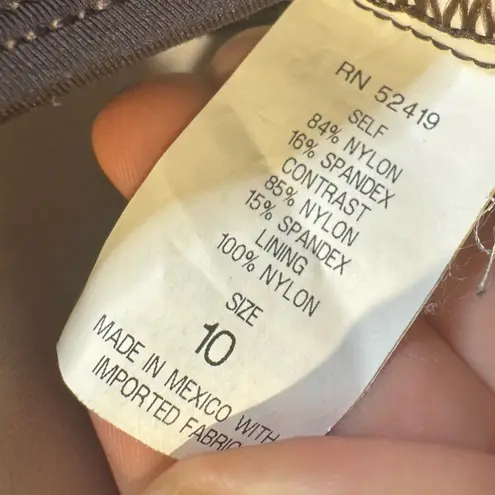 RN 52419
SELF
84% NYLON
16% SPANDEX
CONTRAST
85% NYLON
15% SPANDEX
LINING
100% NYLON
SIZE
10
MADE IN MEXICO WITH
IMPORTED FABRIC